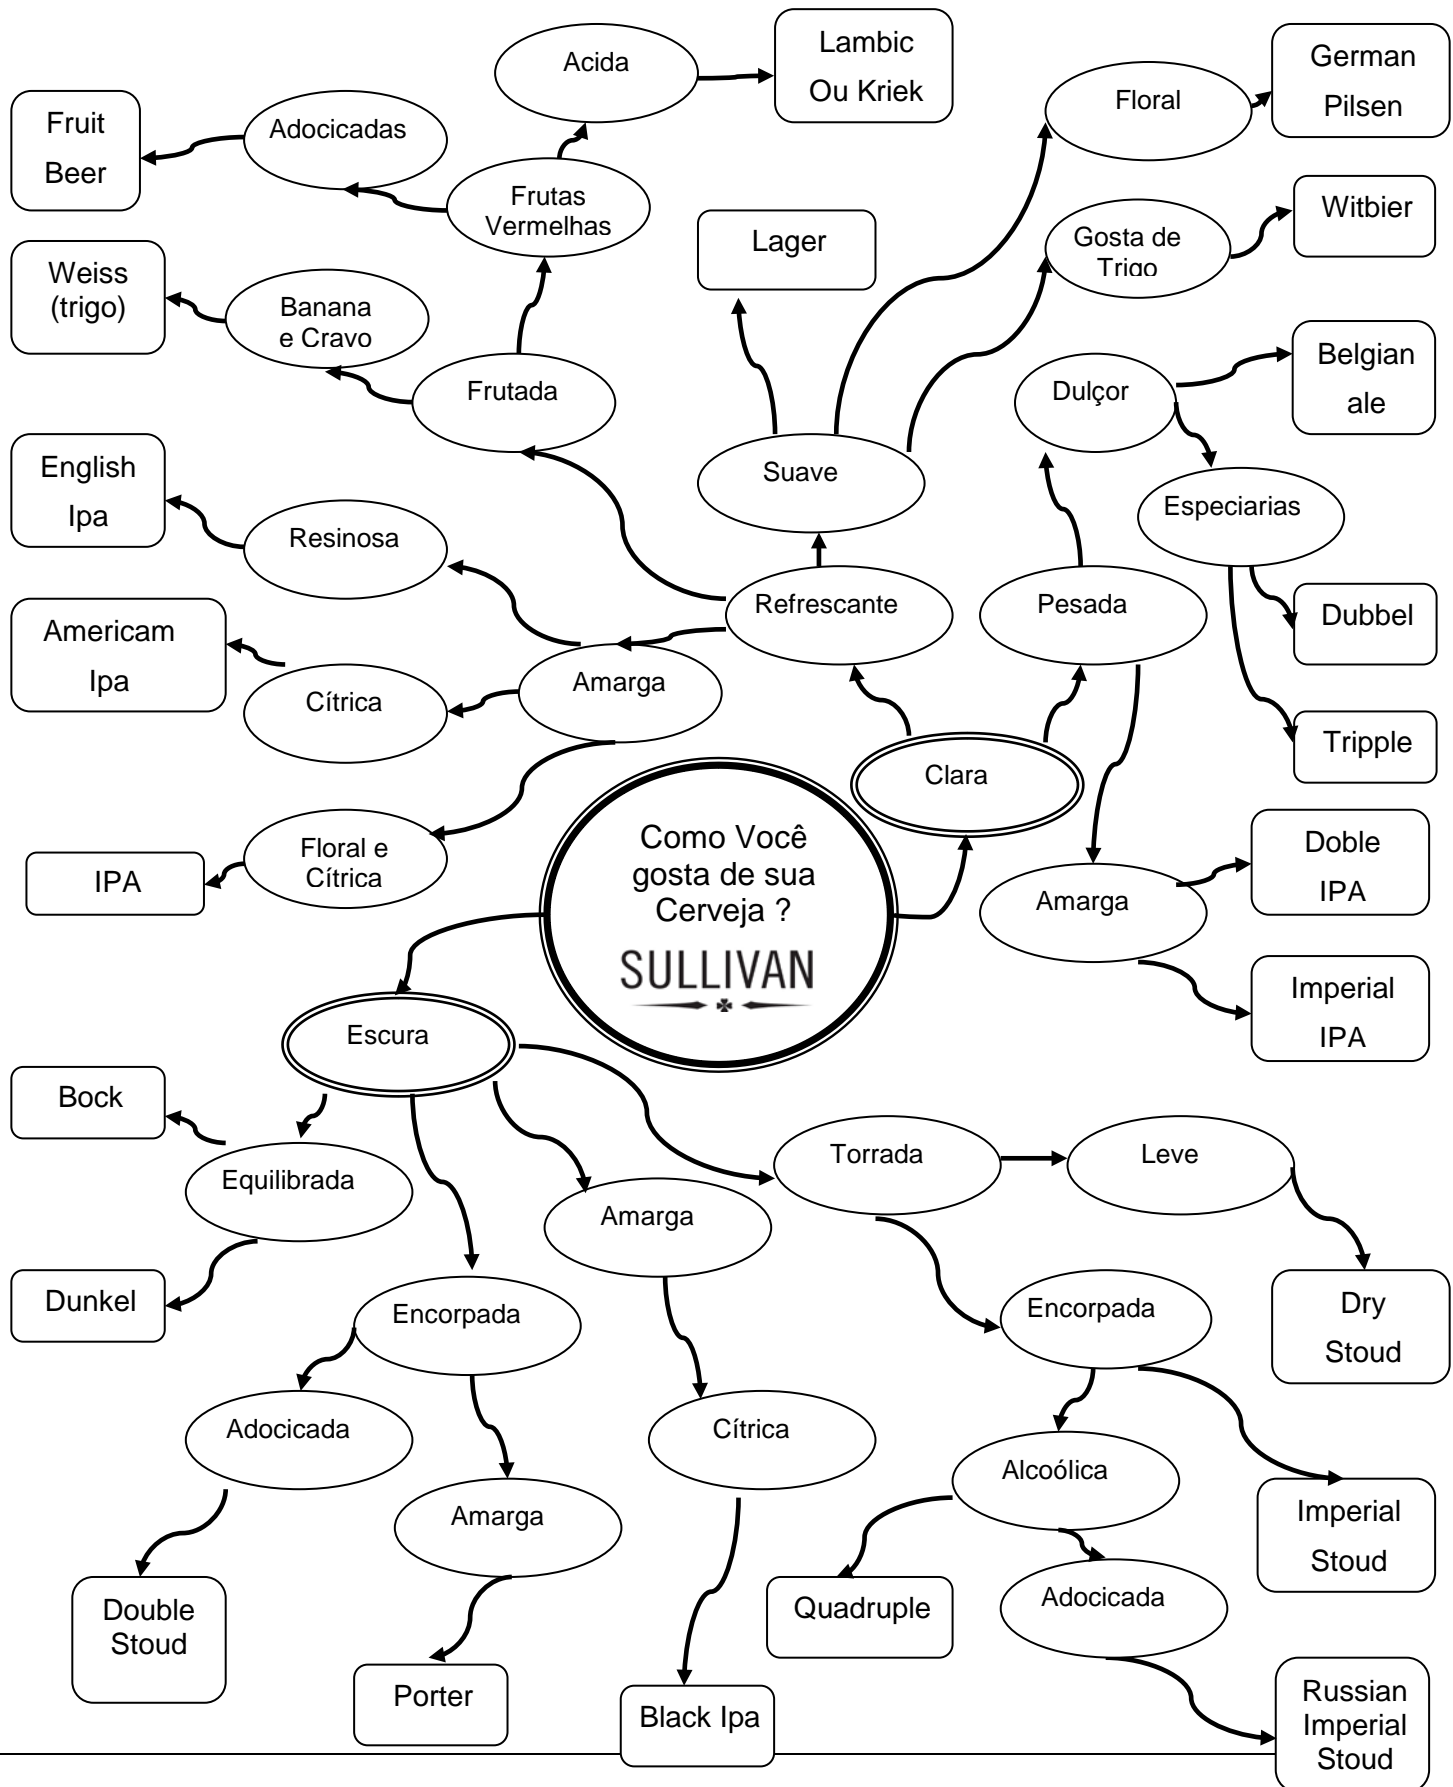 Acida
Lambic
Ou Kriek
Floral
German
Pilsen
Fruit
Beer
Adocicadas
Frutas
Vermelhas
Lager
Gosta de
Trigo
Witbier
Weiss
(trigo)
Banana
e Cravo
Frutada
Dulçor
Belgian
ale
English
Ipa
Resinosa
Suave
Especiarias
Americam
Ipa
Cítrica
Amarga
Refrescante
Pesada
Dubbel
Tripple
Clara
IPA
Floral e
Cítrica
Como Você
gosta de sua
Cerveja ?
SULLIVAN
Amarga
Doble
IPA
Imperial
IPA
Escura
Bock
Equilibrada
Dunkel
Amarga
Torrada
Leve
Encorpada
Encorpada
Dry
Stoud
Adocicada
Amarga
Cítrica
Alcoólica
Imperial
Stoud
Double
Stoud
Porter
Black Ipa
Quadruple
Adocicada
Russian
Imperial
Stoud